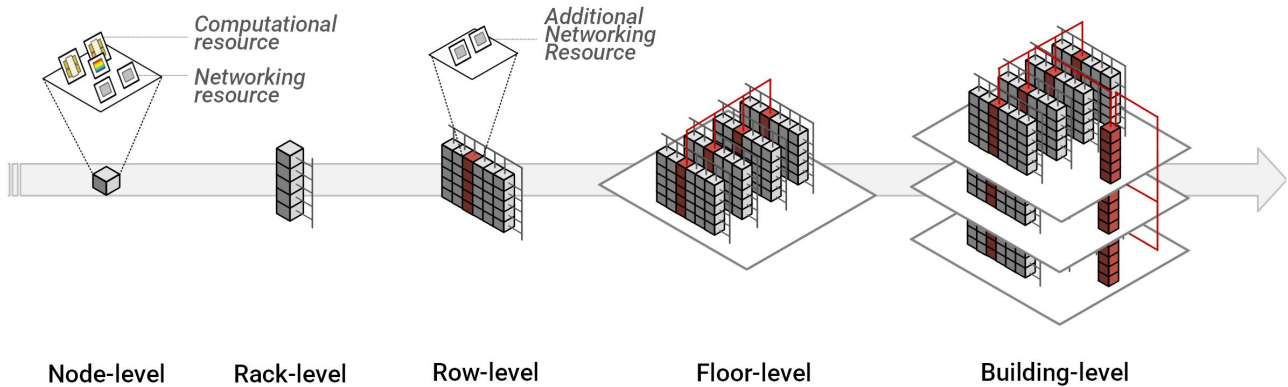 Computational
resource
Networking
resource
Additional
Networking
Resource
Node-level
Rack-level
Row-level
Floor-level
Building-level